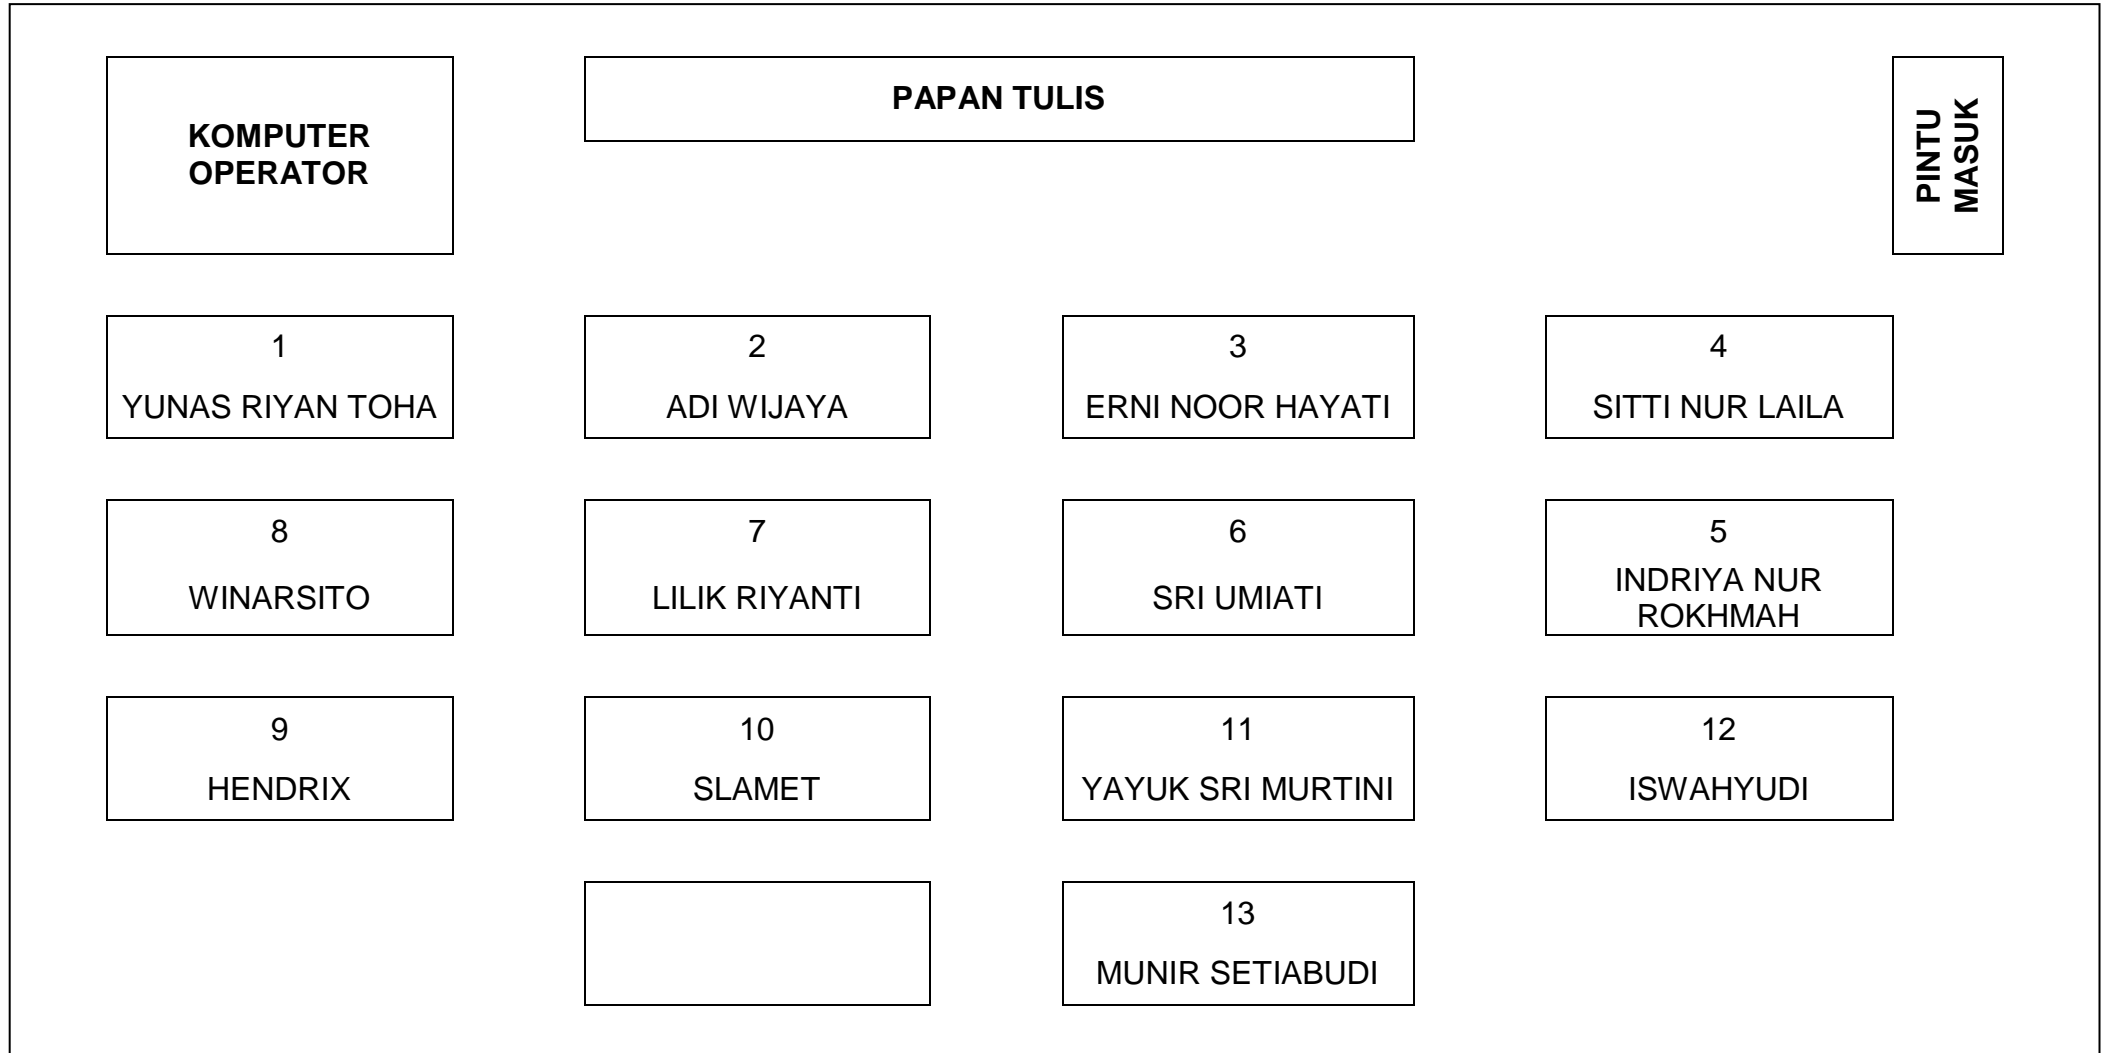 KOMPUTER
OPERATOR
PAPAN TULIS
PINTU
MASUK
1
YUNAS RIYAN TOHA
2
ADI WIJAYA
3
ERNI NOOR HAYATI
4
SITTI NUR LAILA
8
WINARSITO
7
LILIK RIYANTI
6
SRI UMIATI
5
INDRIYA NUR
ROKHMAH
9
HENDRIX
10
SLAMET
11
YAYUK SRI MURTINI
12
ISWAHYUDI
13
MUNIR SETIABUDI